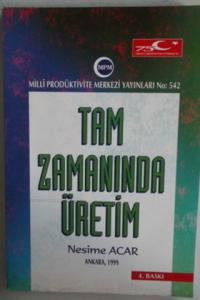 75
MPM
MİLLİ PRODÜKTİVİTE MERKEZİ YAYINLARI No: 542
TAM
ZAMANINDA
ÜRETİM
Nesime ACAR
ANKARA, 1999
4. BASKI